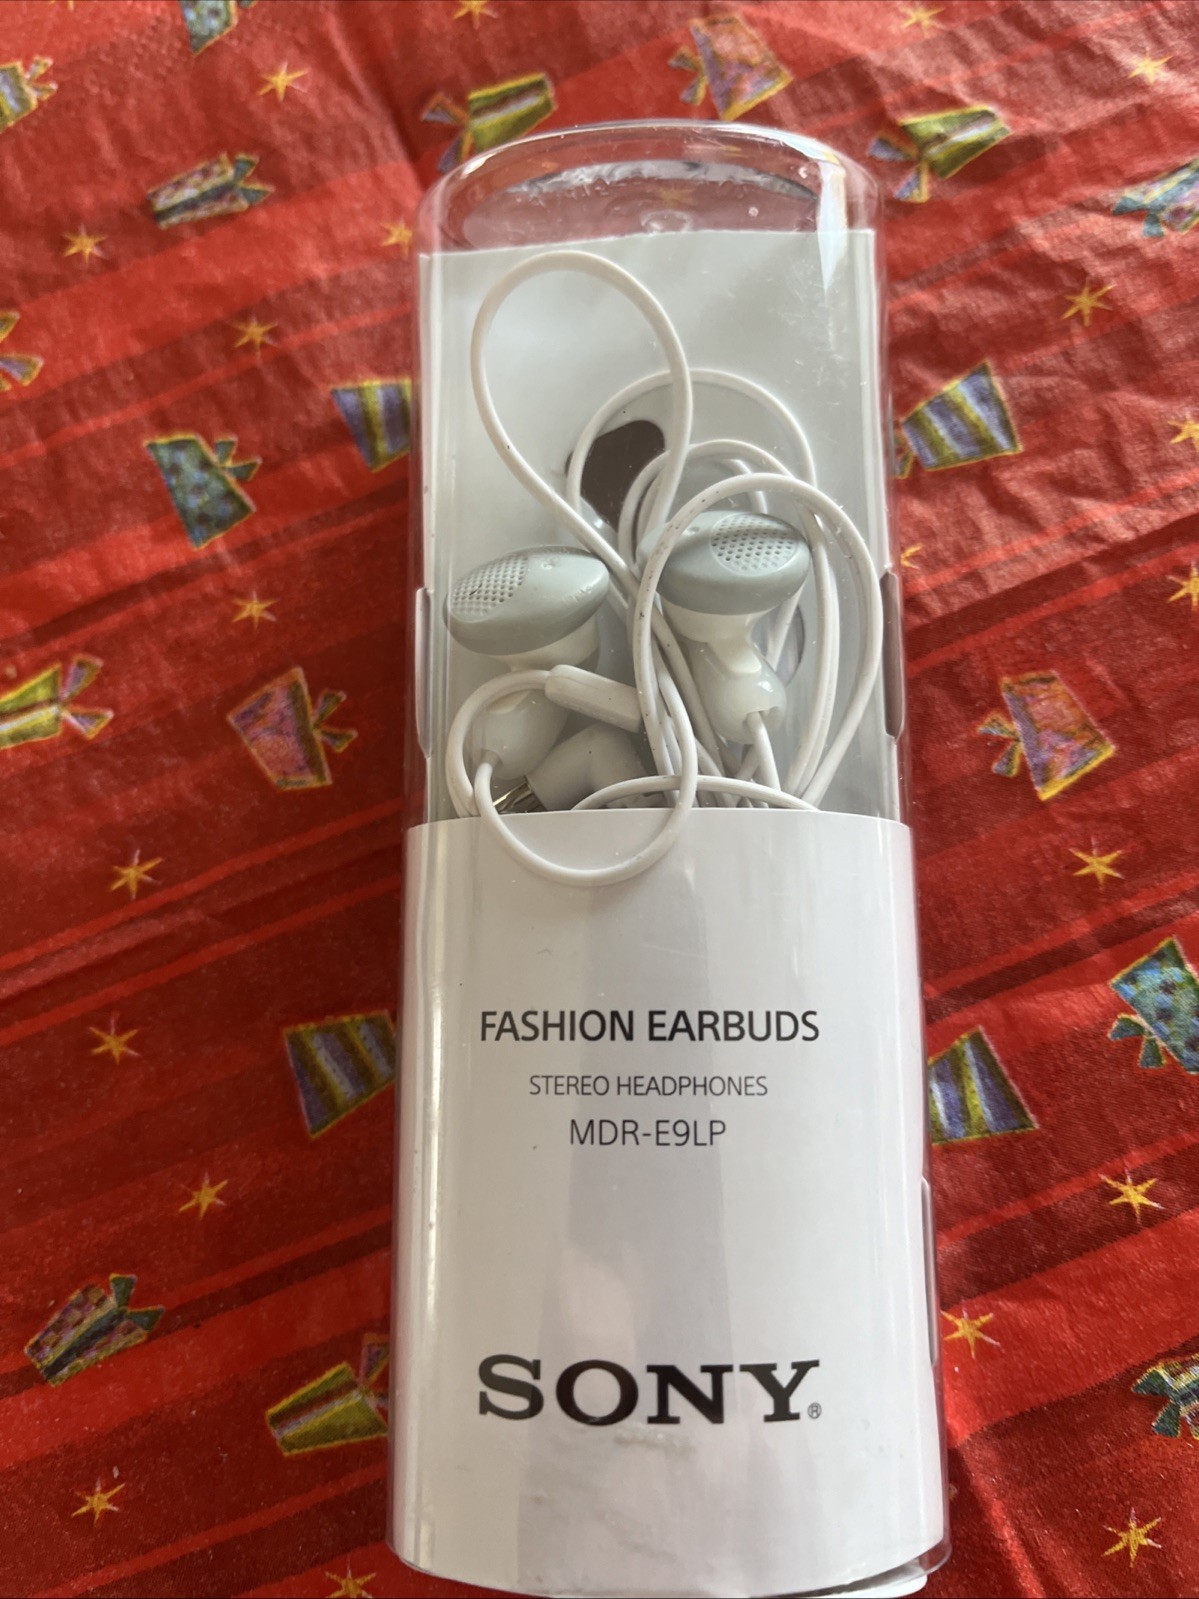 FASHION EARBUDS
STEREO HEADPHONES
MDR-E9LP
SONY®